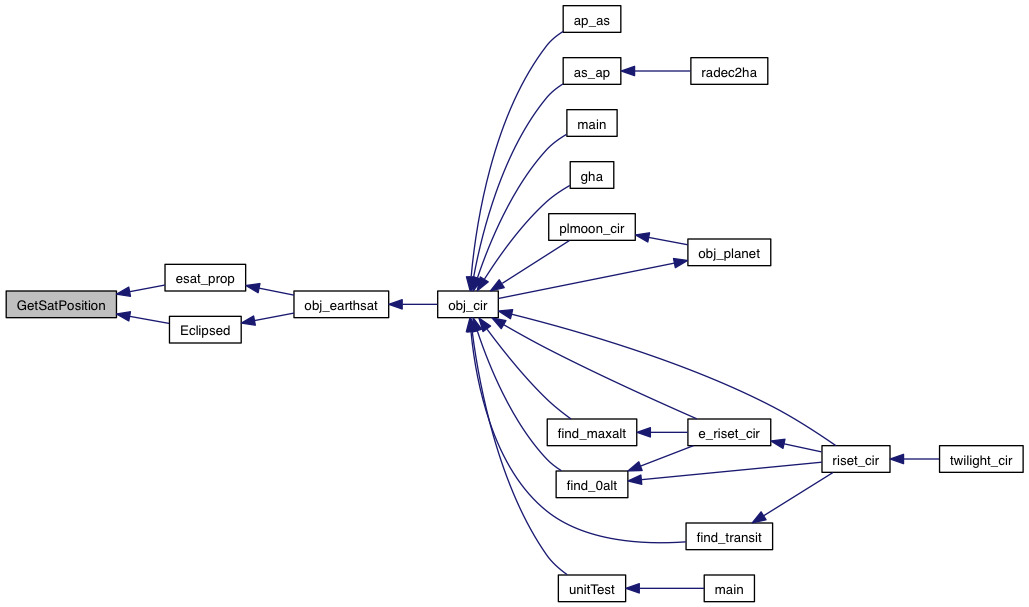 ap_as
as_ap
radec2ha
main
gha
plmoon_cir
obj_planet
esat_prop
GetSatPosition
obj_earthsat
obj_cir
Eclipsed
find_maxalt
e_riset_cir
riset_cir
twilight_cir
find_0alt
find_transit
unitTest
main